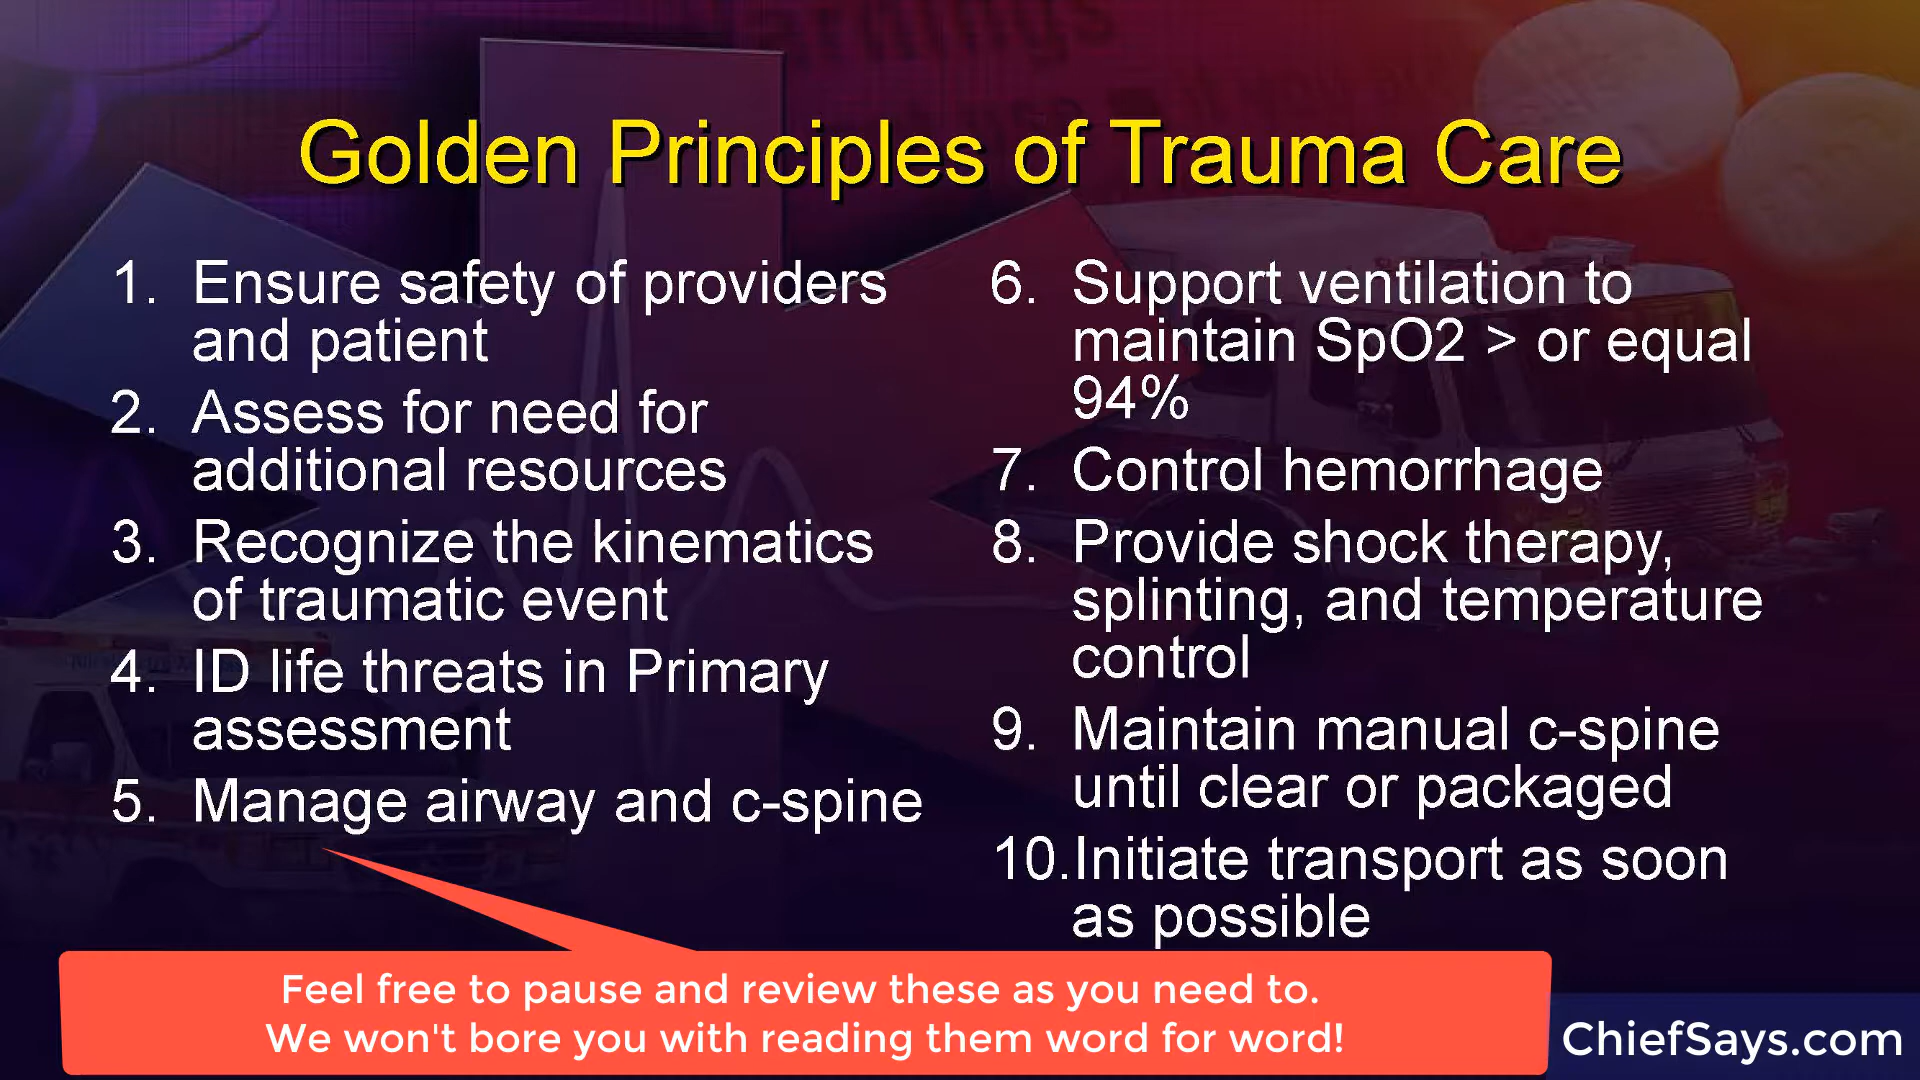 Golden Principles of Trauma Care
1. Ensure safety of providers
and patient
2. Assess for need for
additional resources
3. Recognize the kinematics
of traumatic event
4. ID life threats in Primary
assessment
5. Manage airway and c-spine
6. Support ventilation to
maintain SpO2 > or equal
94%
7. Control hemorrhage
8. Provide shock therapy,
splinting, and temperature
control
9. Maintain manual c-spine
until clear or packaged
10. Initiate transport as soon
as possible
Feel free to pause and review these as you need to.
We won't bore you with reading them word for word!
ChiefSays.com